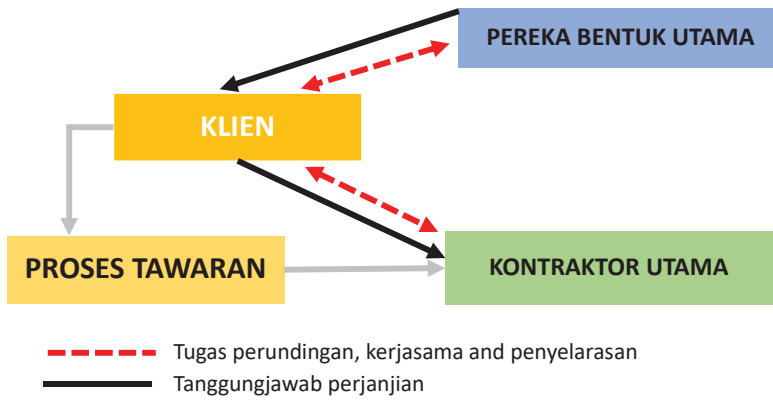 PEREKA BENTUK UTAMA
KLIEN
PROSES TAWARAN
KONTRAKTOR UTAMA
Tugas perundingan, kerjasama and penyelarasan
Tanggungjawab perjanjian